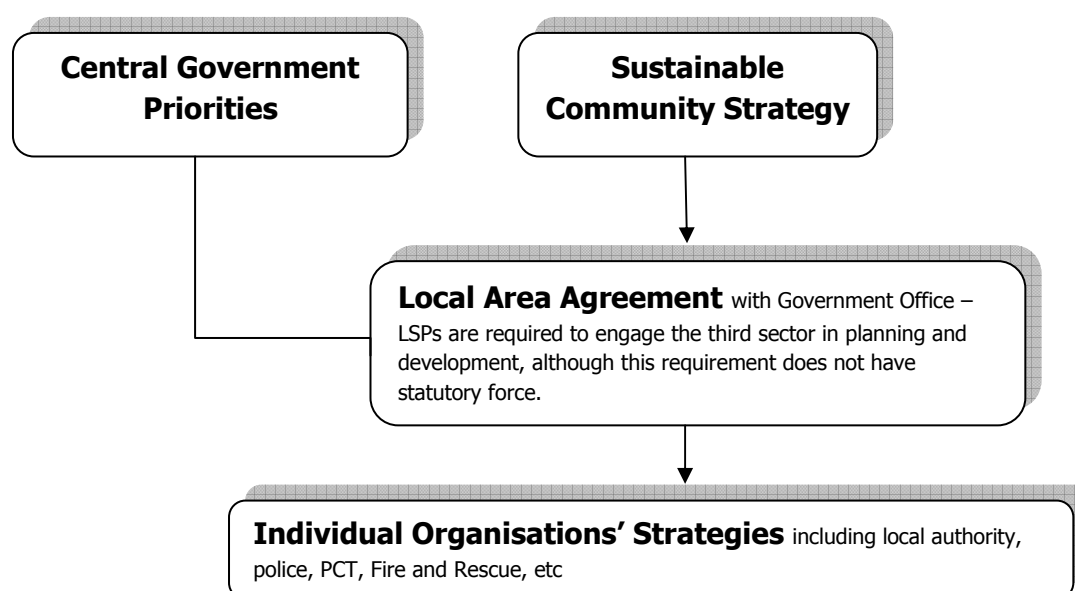 Central Government
Priorities
Sustainable
Community Strategy
Local Area Agreement with Government Office –
LSPs are required to engage the third sector in planning and
development, although this requirement does not have
statutory force.
Individual Organisations’ Strategies including local authority,
police, PCT, Fire and Rescue, etc